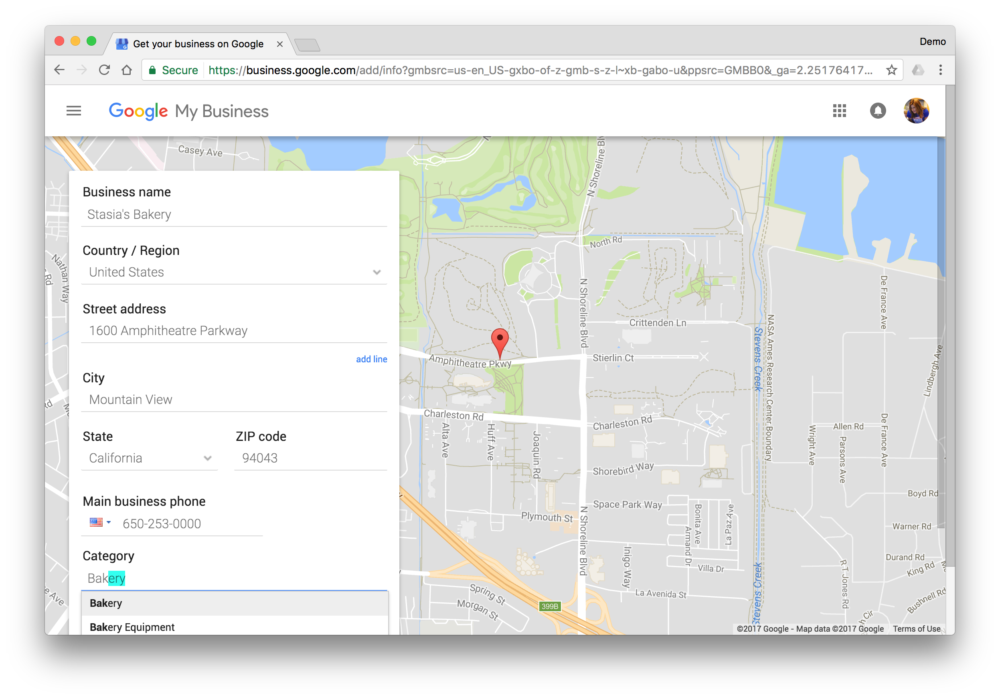 Get your business on Google
Demo
Secure
https://business.google.com/add/info?gmbsrc=us-en_US-gxbo-of-z-gmb-s-z-l~xb-gabo-u&ppsrc=GMBB0&_ga=2.25176417...
Google My Business
Business name
Stasia's Bakery
Country / Region
United States
Street address
1600 Amphitheatre Parkway
add line
City
Mountain View
State
ZIP code
California
94043
Main business phone
650-253-0000
Category
Bakery
Bakery
Bakery Equipment
Casey Ave
N Shoreline Blv
North Rd
Nathan Way
Rd
N Shoreline Blvd
Crittenden Ln
Amphitheatre Pkwy
Stierlin Ct
Stevens Creek
NASA Ames Research Center Boundary
De France Ave
Lindbergh Ave
Charleston Rd
Charleston Rd
Alta Ave
Huff Ave
Joaquin Rd
Allen Rd
Wright Ave
Parsons Ave
De France Ave
Shorebird Way
Boyd Rd
Space Park Way
Plymouth St
N Shoreline Blvd
Bonita Ave
La Paz Ave
Armand Dr
Warner Rd
Inigo Way
Villa Dr
Durand Rd
King Rd
R T Jones Rd
Stevens Creek
La Avenida St
Spring St
Morgan St
Bushnell Rd
399B
Cir
e Ave
©2017 Google - Map data ©2017 Google
Terms of Use